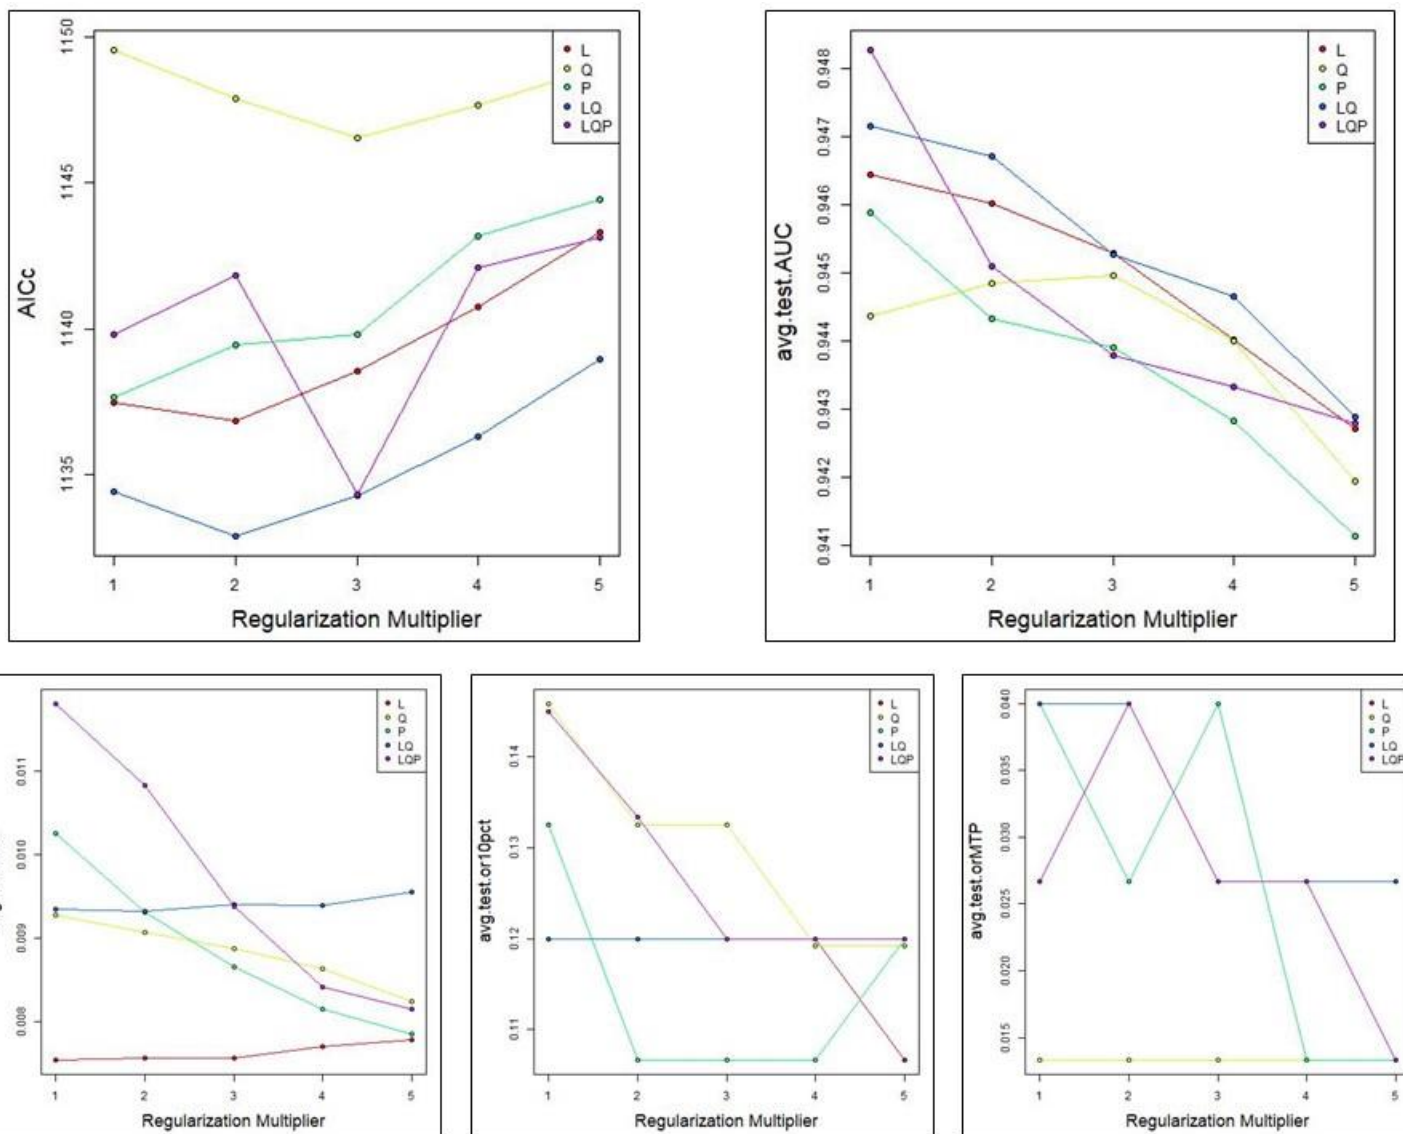 AICc
1150
1145
1140
1135
L
Q
P
LQ
LQP
1 2 3 4 5
Regularization Multiplier
avg.test.AUC
0.948
0.947
0.946
0.945
0.944
0.943
0.942
0.941
L
Q
P
LQ
LQP
1 2 3 4 5
Regularization Multiplier
0.011
0.010
0.009
0.008
L
Q
P
LQ
LQP
1 2 3 4 5
Regularization Multiplier
avg.test.or10pct
0.14
0.13
0.12
0.11
L
Q
P
LQ
LQP
1 2 3 4 5
Regularization Multiplier
avg.test.orMTP
0.040
0.035
0.030
0.025
0.020
0.015
L
Q
P
LQ
LQP
1 2 3 4 5
Regularization Multiplier